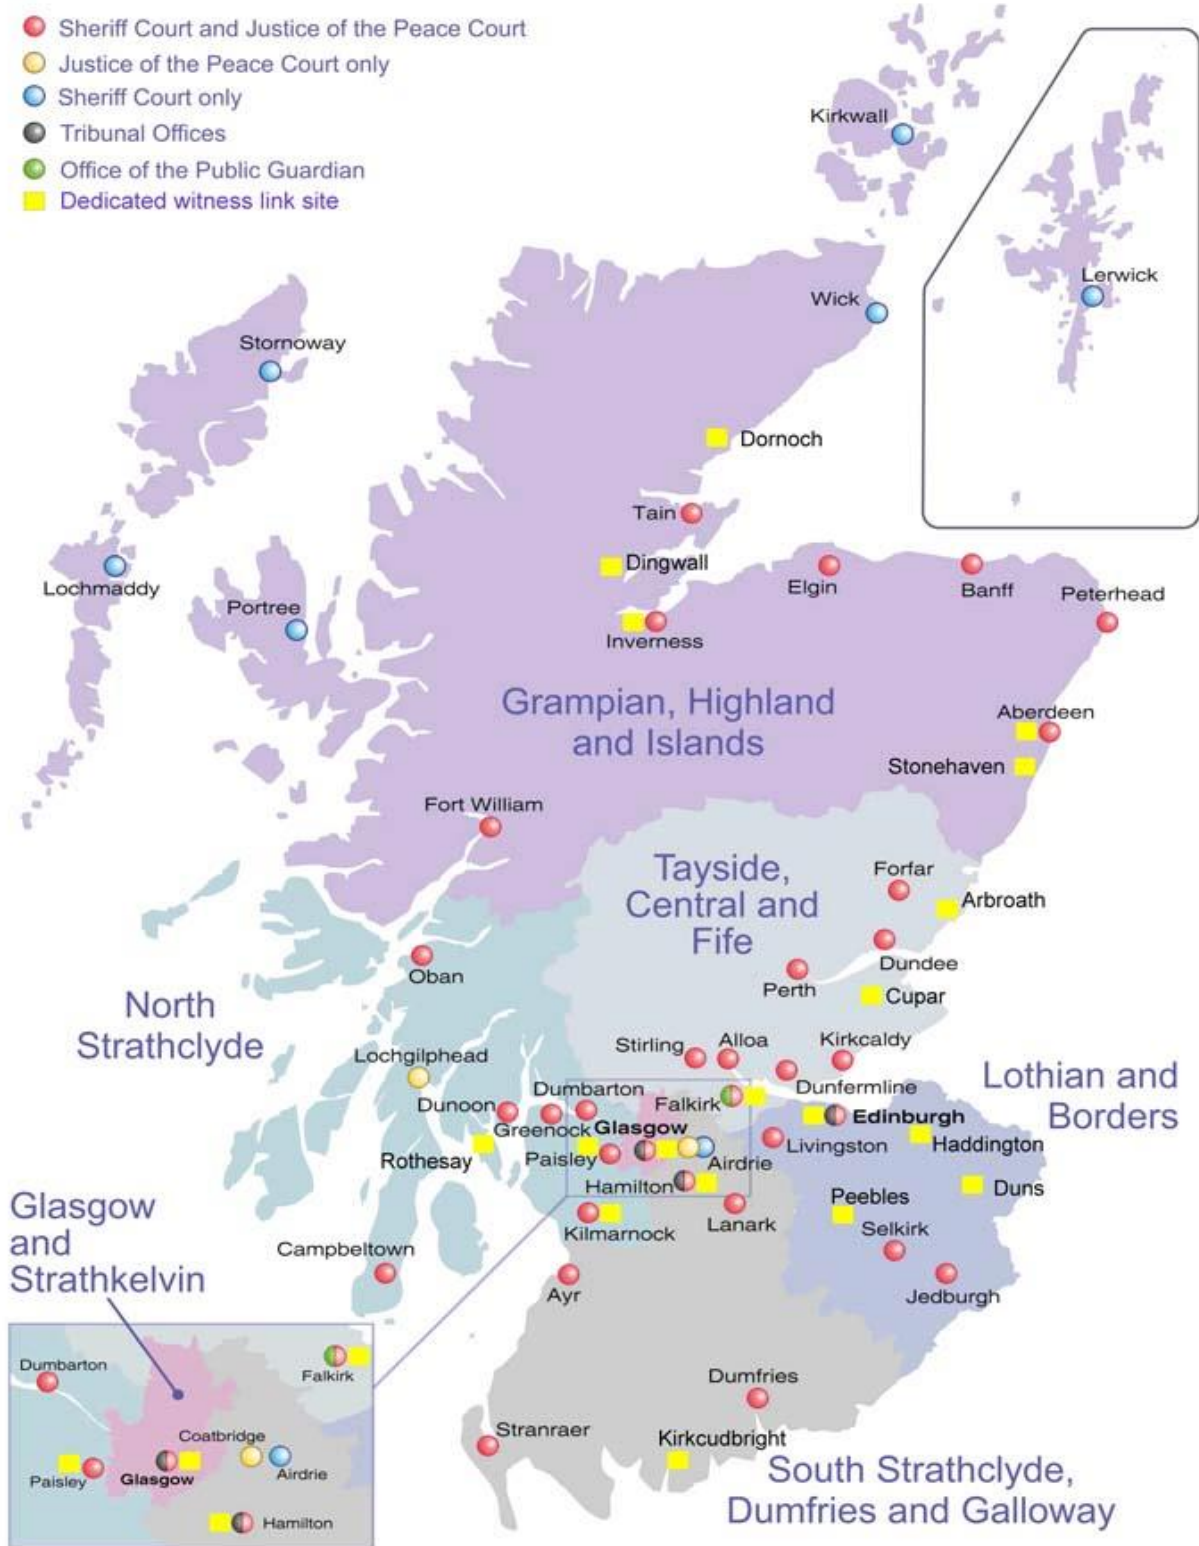 Sheriff Court and Justice of the Peace Court
Justice of the Peace Court only
Sheriff Court only
Tribunal Offices
Office of the Public Guardian
Dedicated witness link site
Kirkwall
Lerwick
Wick
Stornoway
Dornoch
Tain
Dingwall
Lochmaddy
Elgin
Banff
Peterhead
Portree
Inverness
Grampian, Highland
and Islands
Aberdeen
Stonehaven
Fort William
Tayside,
Central and
Fife
Forfar
Arbroath
Oban
Dundee
Perth
Cupar
North
Strathclyde
Stirling
Alloa
Kirkcaldy
Lochgilphead
Dunfermline
Lothian and
Borders
Dumbarton
Falkirk
Dunoon
Greenock
Glasgow
Edinburgh
Haddington
Livingston
Rothesay
Paisley
Airdrie
Hamilton
Duns
Peebles
Lanark
Kilmarnock
Selkirk
Glasgow
and
Strathkelvin
Campbeltown
Ayr
Jedburgh
Dumbarton
Falkirk
Coatbridge
Paisley
Glasgow
Airdrie
Hamilton
Dumfries
Stranraer
Kirkcudbright
South Strathclyde,
Dumfries and Galloway